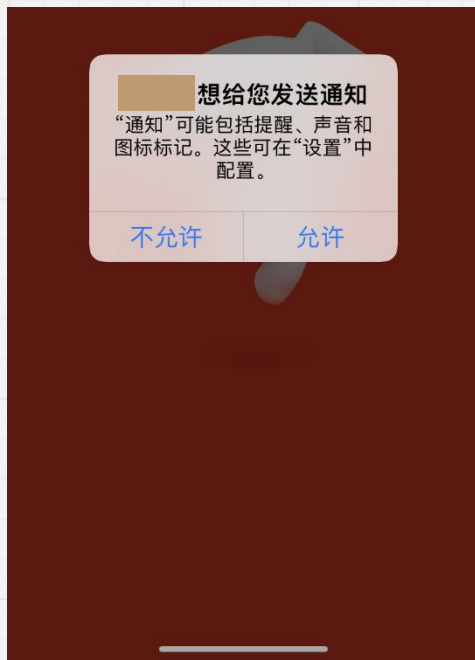 想给您发送通知
“通知”可能包括提醒、声音和
图标标记。这些可在“设置”中
配置。
不允许
允许